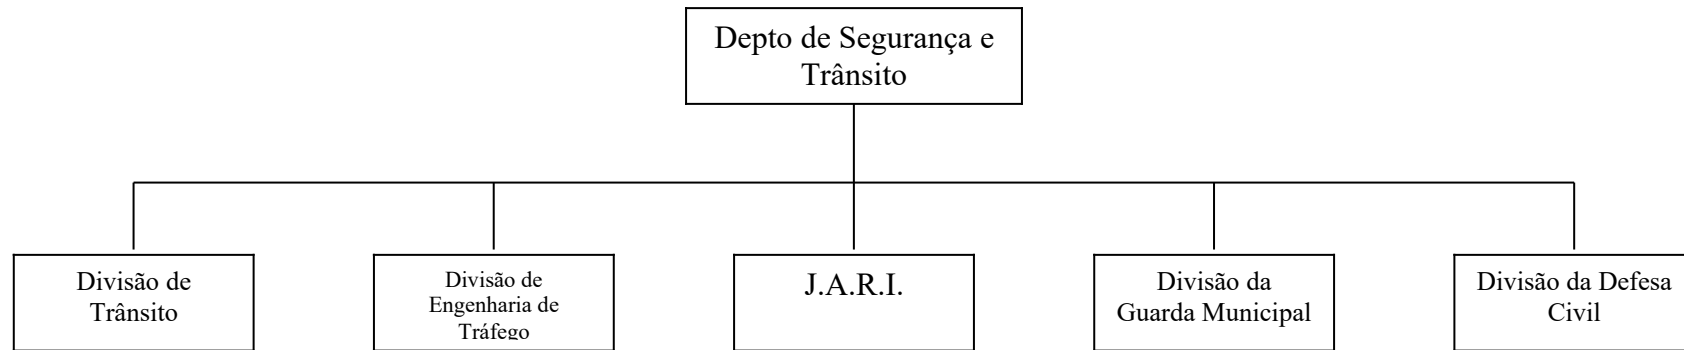 Depto de Segurança e
Trânsito
Divisão de
Trânsito
Divisão de
Engenharia de
Tráfego
J.A.R.I.
Divisão da
Guarda Municipal
Divisão da Defesa
Civil